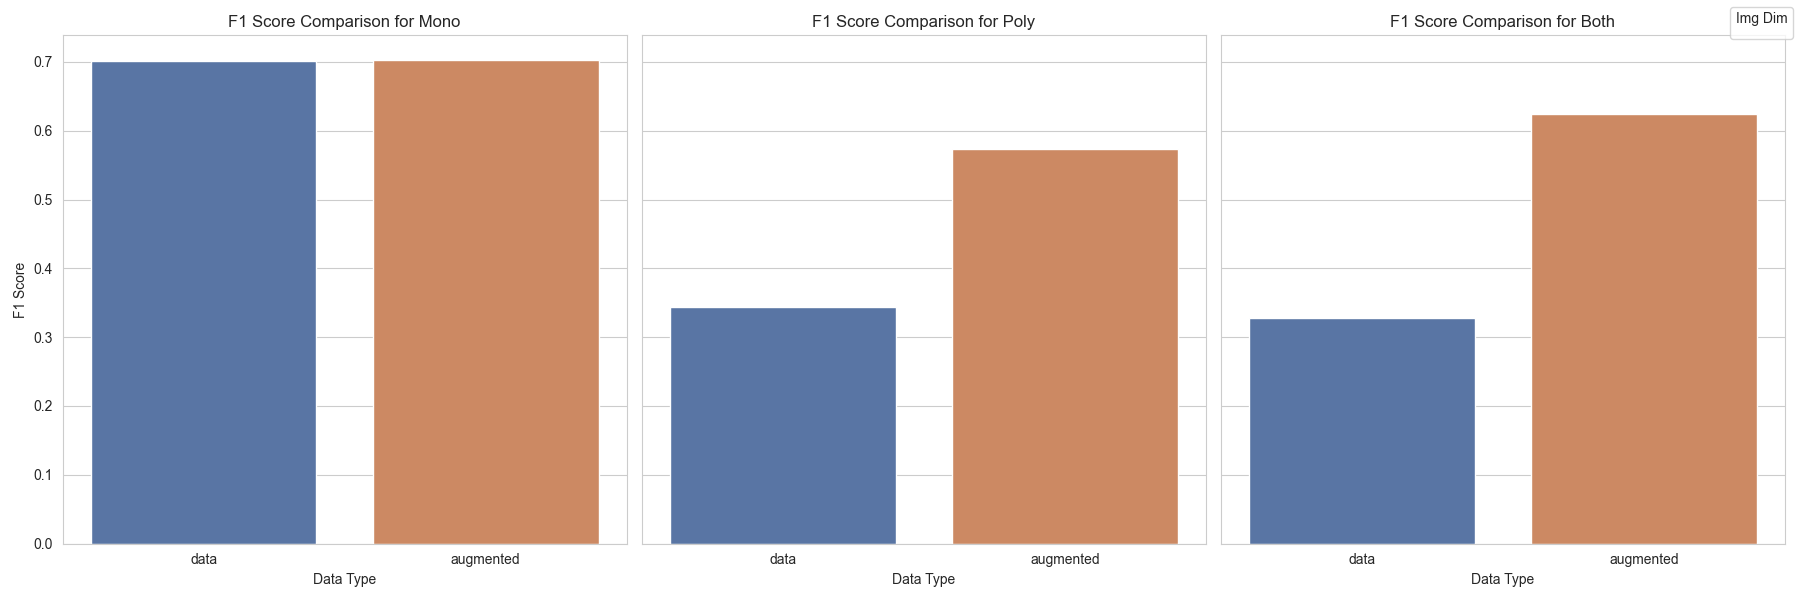 F1 Score Comparison for Mono
F1 Score Comparison for Poly
F1 Score Comparison for Both
Img Dim
F1 Score
0.7
0.6
0.5
0.4
0.3
0.2
0.1
0.0
data
augmented
Data Type
data
augmented
Data Type
data
augmented
Data Type